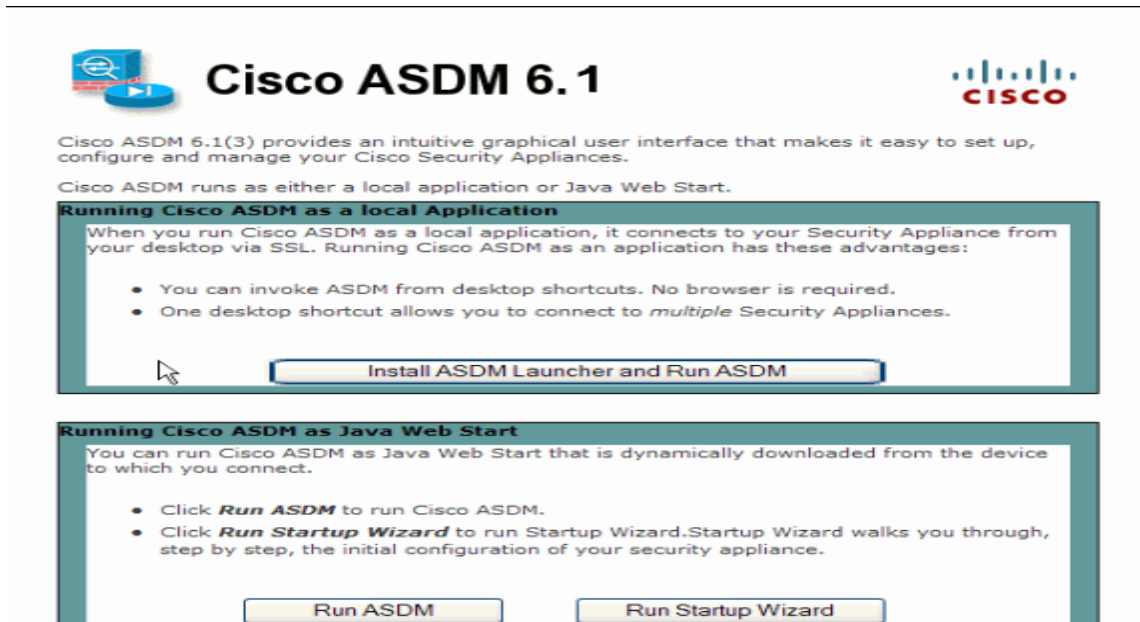 Cisco ASDM 6.1
CISCO
Cisco ASDM 6.1(3) provides an intuitive graphical user interface that makes it easy to set up,
configure and manage your Cisco Security Appliances.
Cisco ASDM runs as either a local application or Java Web Start.
Running Cisco ASDM as a local Application
When you run Cisco ASDM as a local application, it connects to your Security Appliance from
your desktop via SSL. Running Cisco ASDM as an application has these advantages:
• You can invoke ASDM from desktop shortcuts. No browser is required.
• One desktop shortcut allows you to connect to multiple Security Appliances.
Install ASDM Launcher and Run ASDM
Running Cisco ASDM as Java Web Start
You can run Cisco ASDM as Java Web Start that is dynamically downloaded from the device
to which you connect.
• Click Run ASDM to run Cisco ASDM.
• Click Run Startup Wizard to run Startup Wizard.Startup Wizard walks you through,
step by step, the initial configuration of your security appliance.
Run ASDM Run Startup Wizard